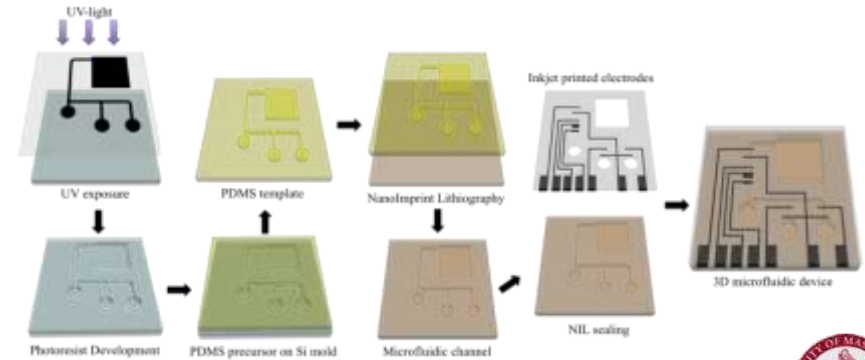 UV-light
UV exposure
PDMS template
NanoImprint Lithiography
Inkjet printed electrodes
Photoresist Development
PDMS precursor on Si mold
Microfluidic channel
NIL sealing
3D microfluidic device